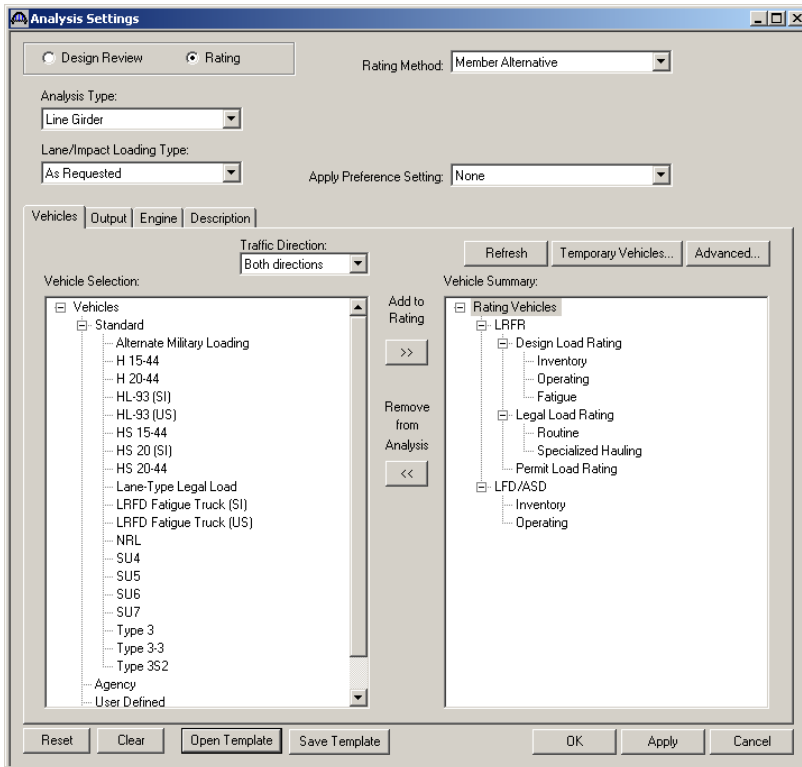 Analysis Settings
Design Review
Rating
Rating Method: Member Alternative
Analysis Type:
Line Girder
Lane/Impact Loading Type:
As Requested
Apply Preference Setting: None
Vehicles Output Engine Description
Traffic Direction:
Both directions
Refresh Temporary Vehicles... Advanced...
Vehicle Selection:
Vehicles
Standard
Alternate Military Loading
H 15-44
H 20-44
HL-93 (SI)
HL-93 (US)
HS 15-44
HS 20 (SI)
HS 20-44
Lane-Type Legal Load
LRFD Fatigue Truck (SI)
LRFD Fatigue Truck (US)
NRL
SU4
SU5
SU6
SU7
Type 3
Type 3-3
Type 3S2
Agency
User Defined
Add to
Rating
>>
Remove
from
Analysis
<<
Vehicle Summary:
Rating Vehicles
LRFR
Design Load Rating
Inventory
Operating
Fatigue
Legal Load Rating
Routine
Specialized Hauling
Permit Load Rating
LFD/ASD
Inventory
Operating
Reset Clear Open Template Save Template OK Apply Cancel